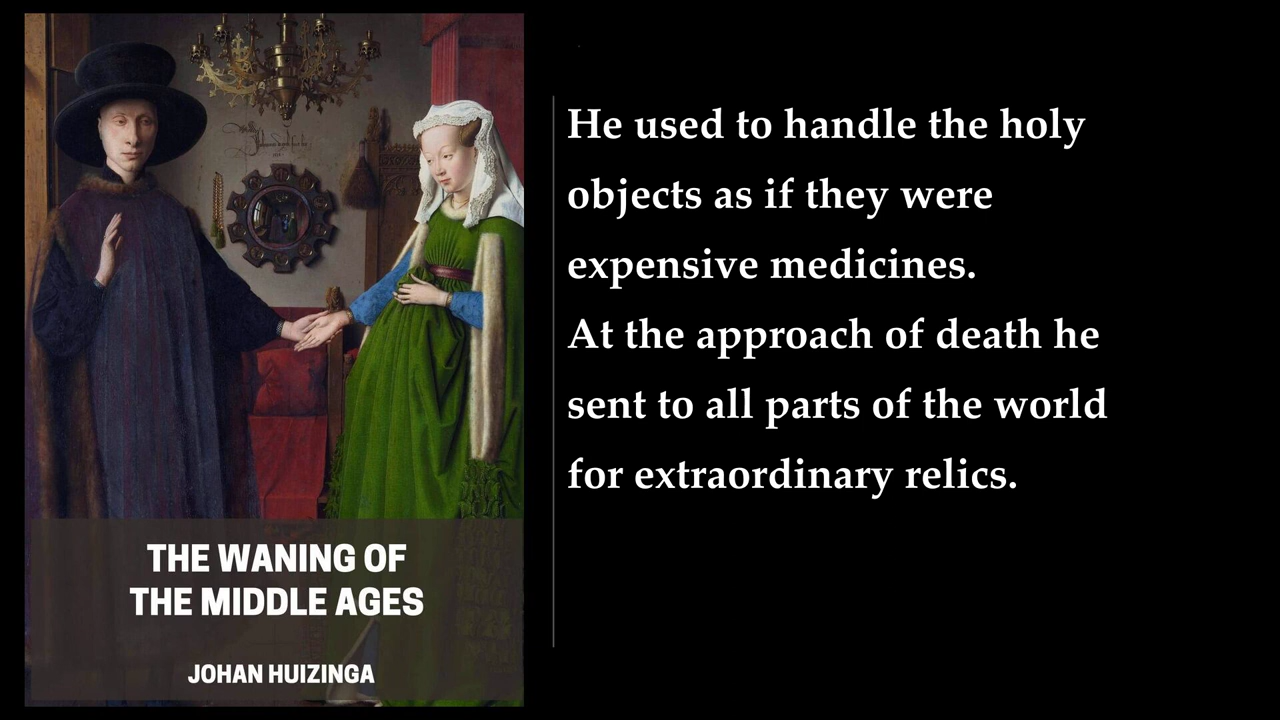 THE WANING OF
THE MIDDLE AGES
JOHAN HUIZINGA
He used to handle the holy
objects as if they were
expensive medicines.
At the approach of death he
sent to all parts of the world
for extraordinary relics.